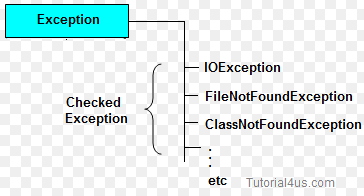 Exception
IOException
Checked
Exception
FileNotFoundException
ClassNotFoundException
etc
Tutorial4us.com